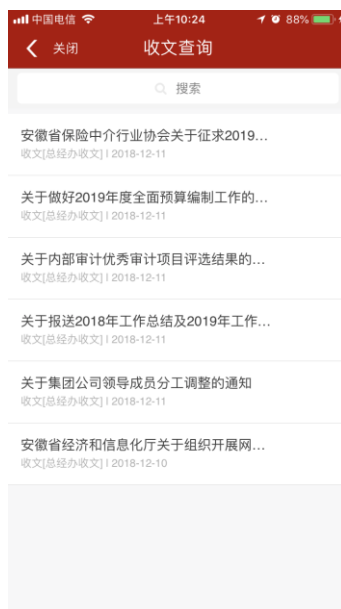 中国电信 上午10:24 88%
关闭 收文查询
搜索
安徽省保险中介行业协会关于征求2019...
收文[总经办收文] | 2018-12-11
关于做好2019年度全面预算编制工作的...
收文[总经办收文] | 2018-12-11
关于内部审计优秀审计项目评选结果的...
收文[总经办收文] | 2018-12-11
关于报送2018年工作总结及2019年工作...
收文[总经办收文] | 2018-12-11
关于集团公司领导成员分工调整的通知
收文[总经办收文] | 2018-12-11
安徽省经济和信息化厅关于组织开展网...
收文[总经办收文] | 2018-12-10